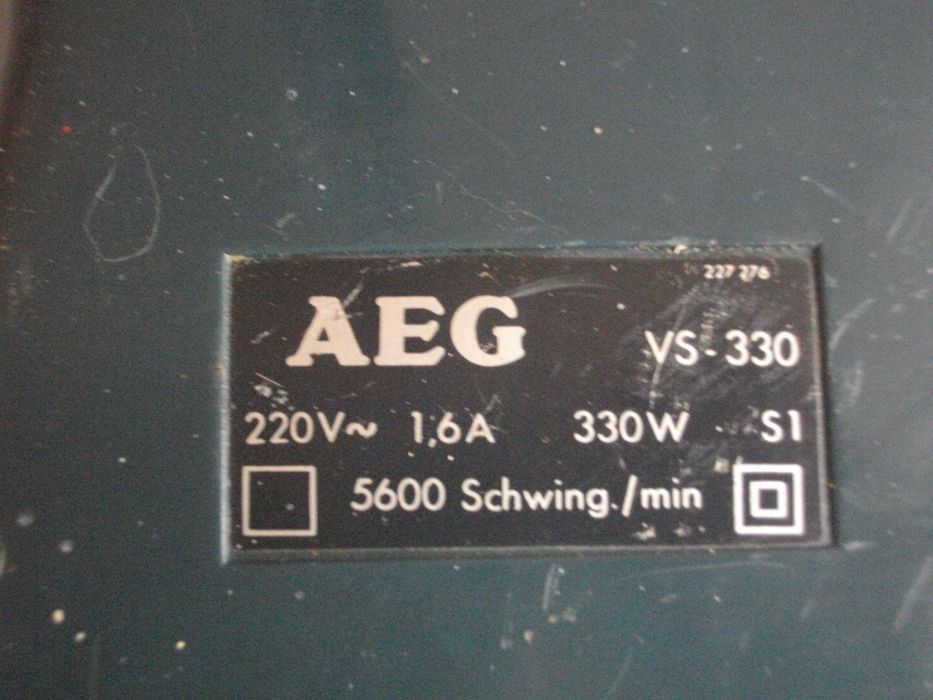 227 276
AEG VS-330
220V~ 1,6A 330W S1
5600 Schwing./min